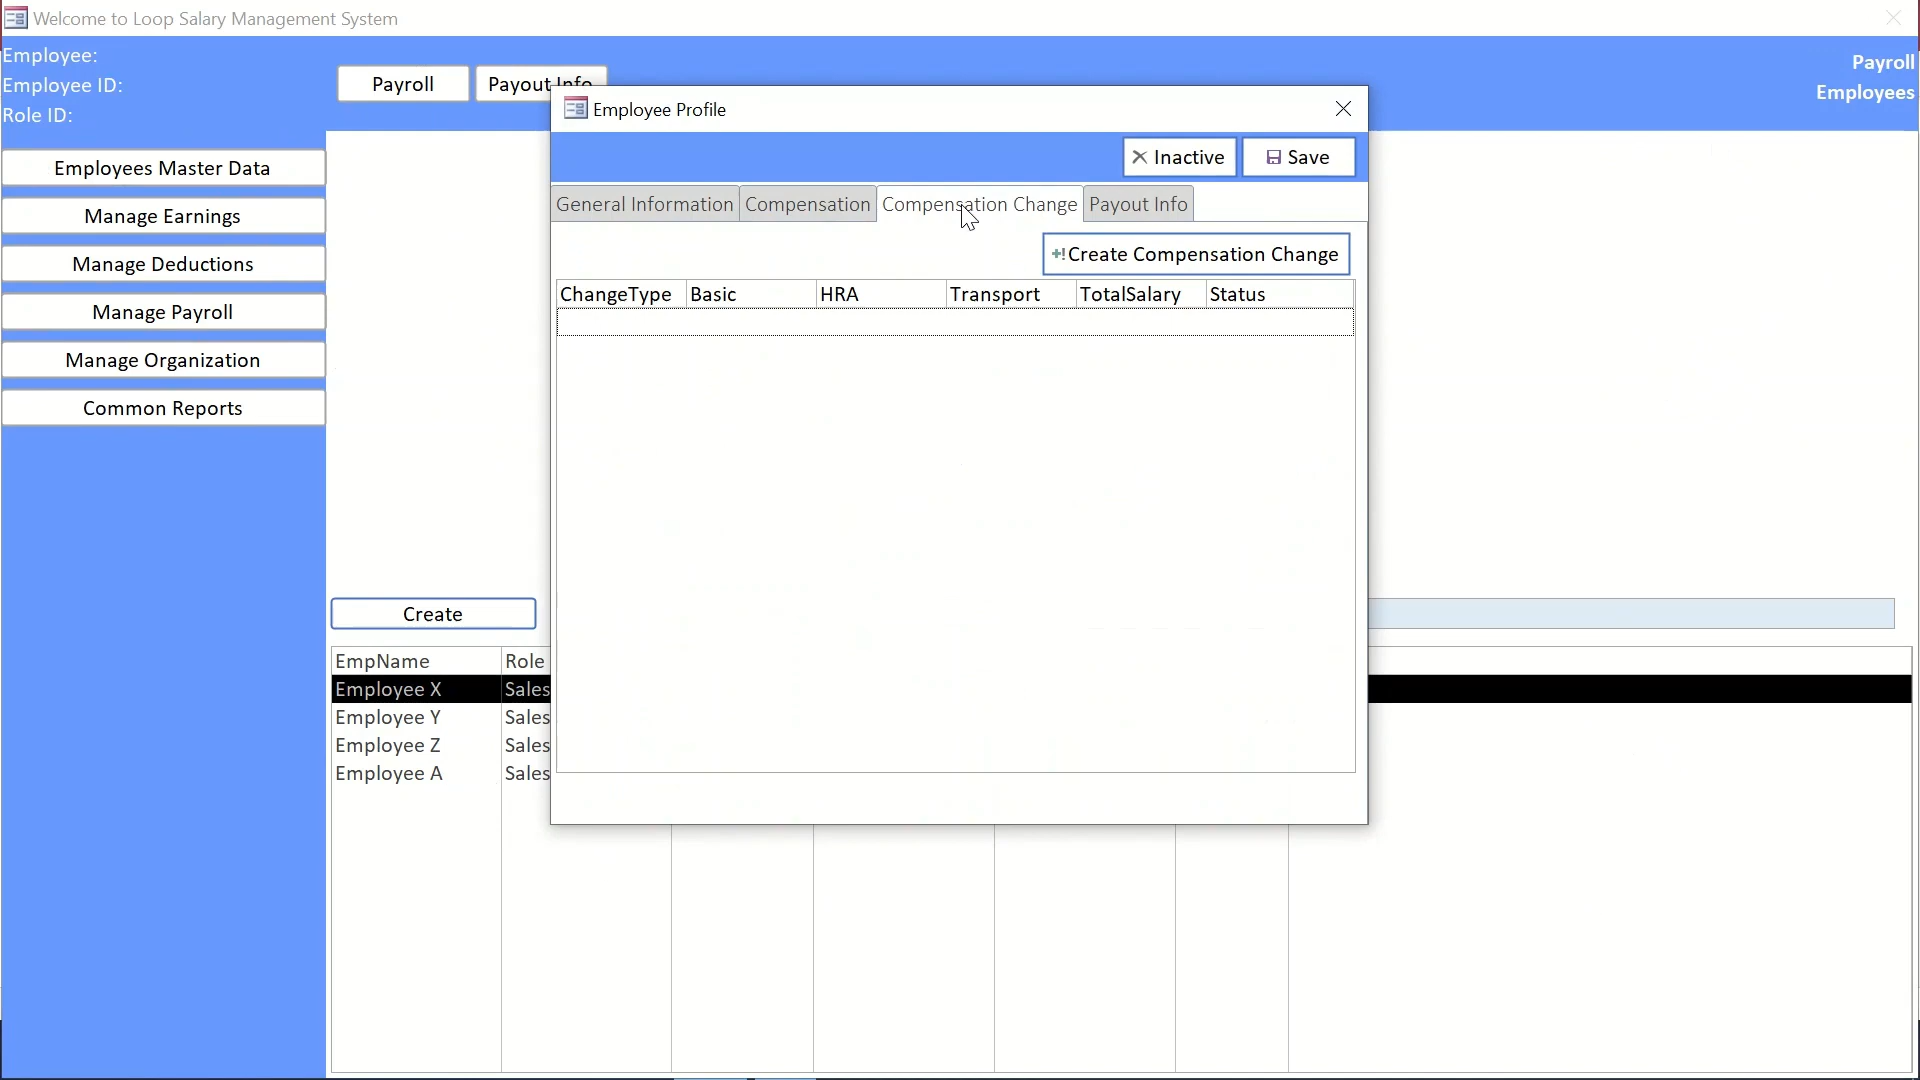 Welcome to Loop Salary Management System
Employee:
Employee ID:
Role ID:
Payroll
Payout Info
Payroll
Employees
Employees Master Data
Manage Earnings
Manage Deductions
Manage Payroll
Manage Organization
Common Reports
Employee Profile
Inactive
Save
General Information
Compensation
Compensation Change
Payout Info
Create Compensation Change
ChangeType
Basic
HRA
Transport
TotalSalary
Status
Create
EmpName
Role
Employee X
Sales
Employee Y
Sales
Employee Z
Sales
Employee A
Sales